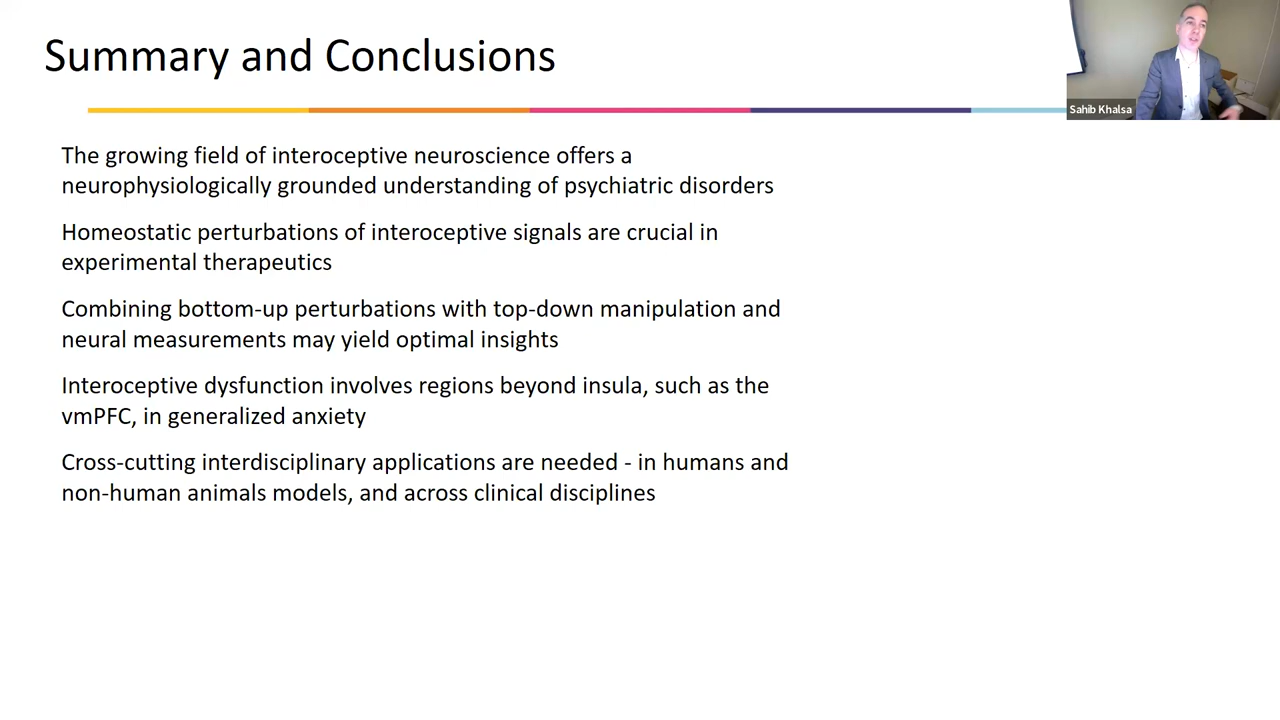 Summary and Conclusions
Sahib Khalsa
The growing field of interoceptive neuroscience offers a
neurophysiologically grounded understanding of psychiatric disorders
Homeostatic perturbations of interoceptive signals are crucial in
experimental therapeutics
Combining bottom-up perturbations with top-down manipulation and
neural measurements may yield optimal insights
Interoceptive dysfunction involves regions beyond insula, such as the
vmPFC, in generalized anxiety
Cross-cutting interdisciplinary applications are needed - in humans and
non-human animals models, and across clinical disciplines